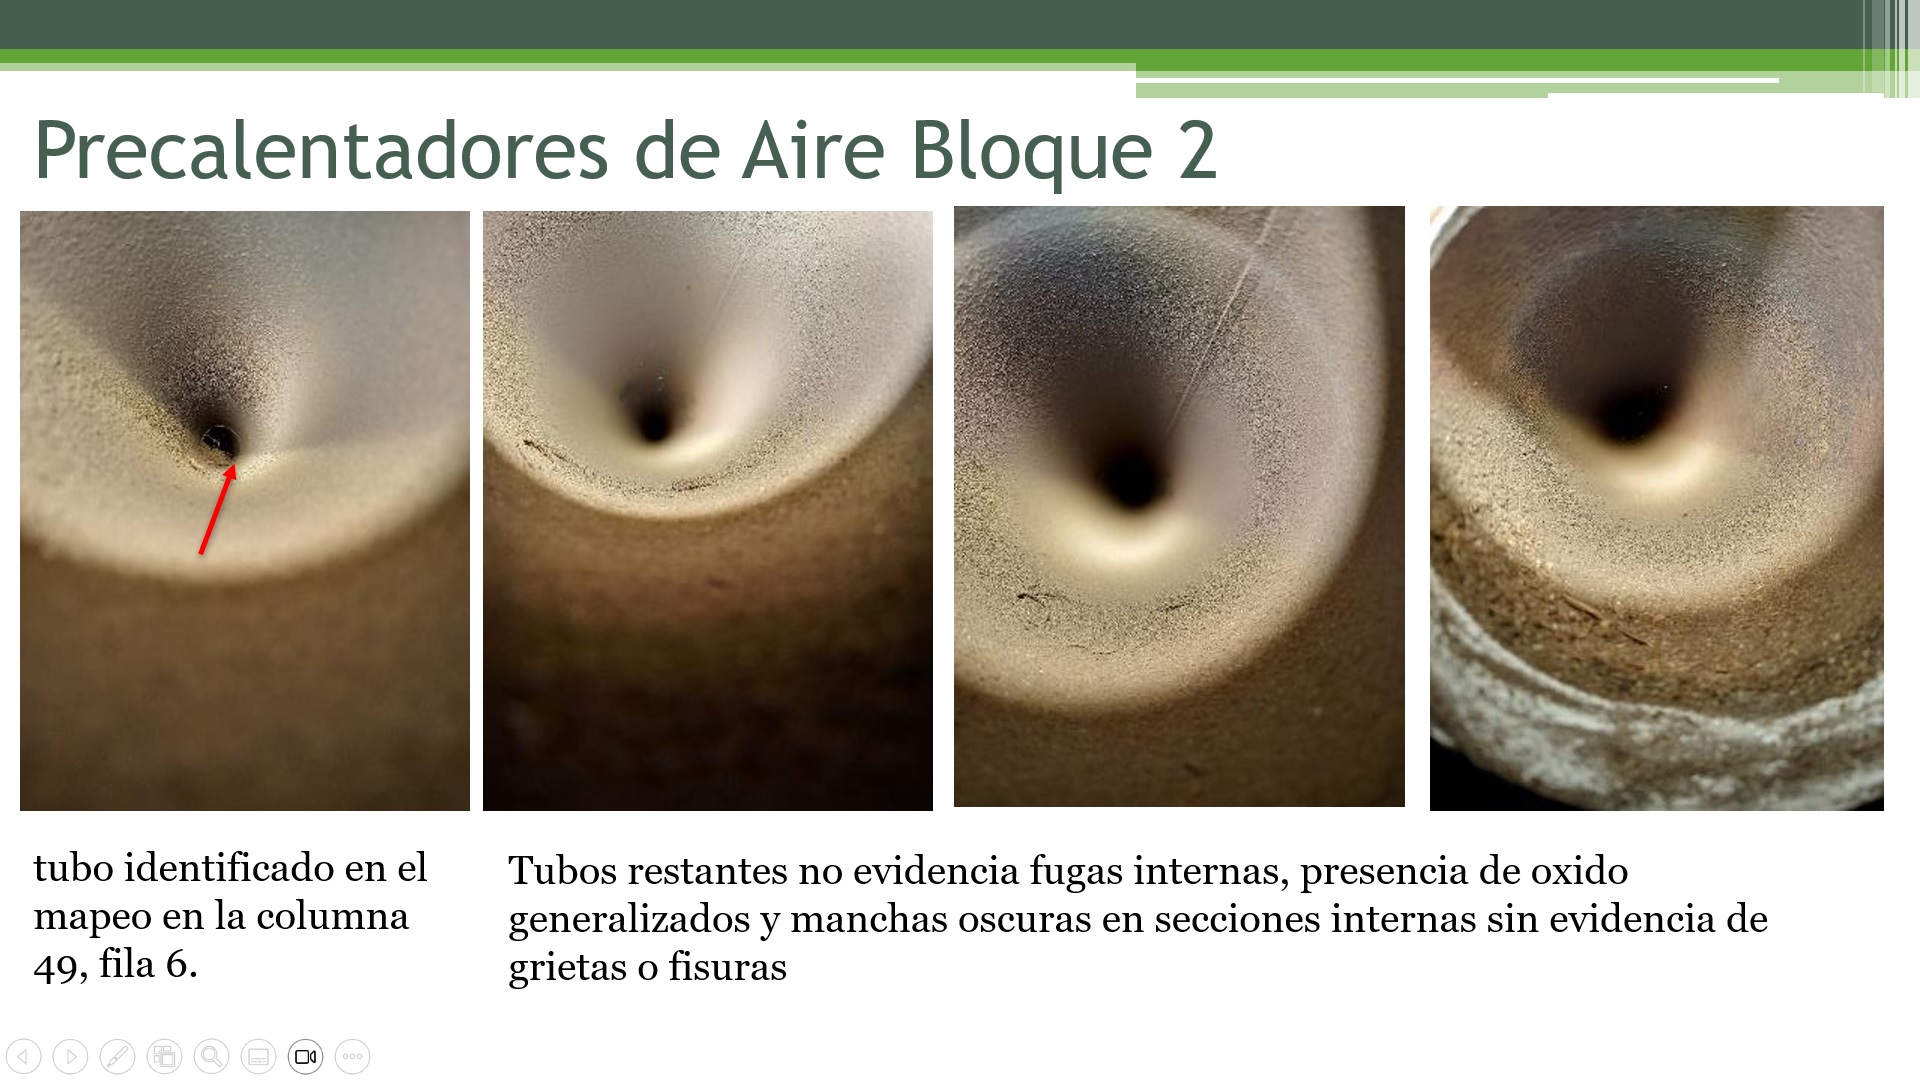 Precalentadores de Aire Bloque 2
tubo identificado en el
mapeo en la columna
49, fila 6.
Tubos restantes no evidencia fugas internas, presencia de oxido
generalizados y manchas oscuras en secciones internas sin evidencia de
grietas o fisuras